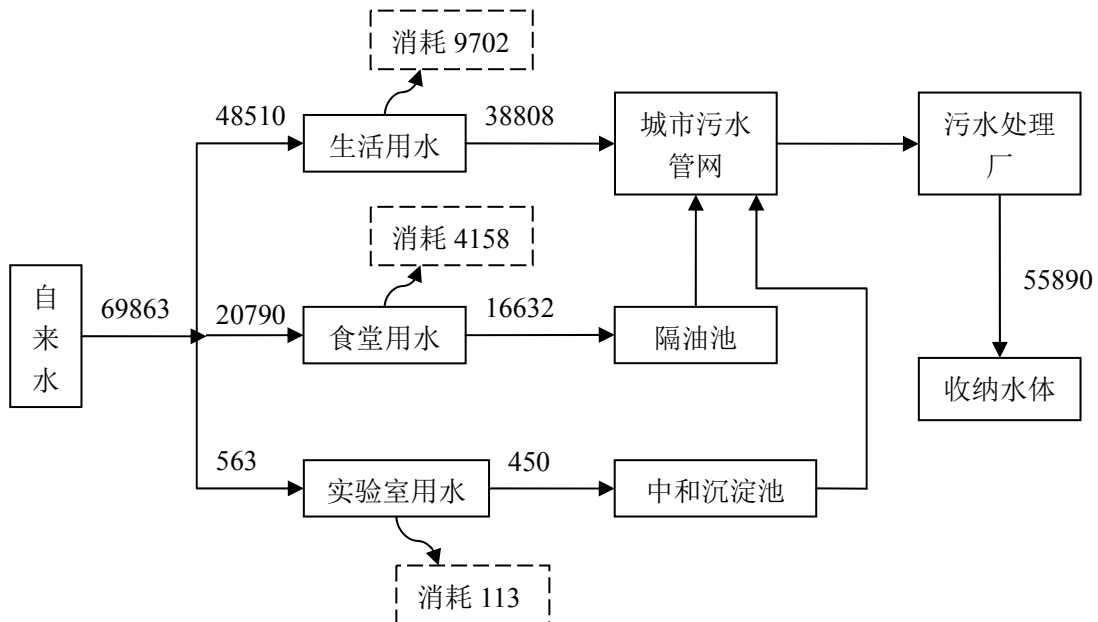 消耗 9702
48510
生活用水
38808
城市污水
管网
污水处理
厂
消耗 4158
自
来
水
69863
20790
食堂用水
16632
隔油池
55890
收纳水体
563
实验室用水
450
中和沉淀池
消耗 113